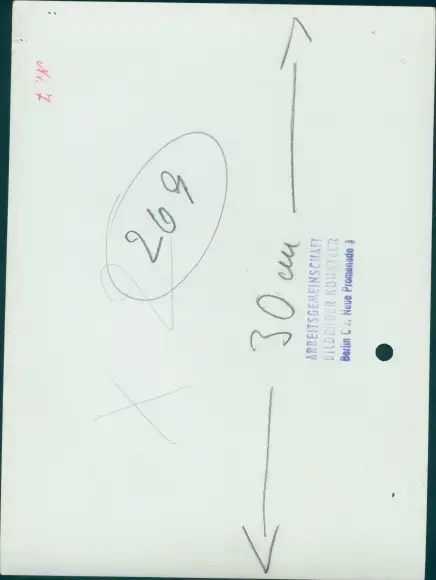 269
30 cm
ARBEITSGEMEINSCHAFT
BILDENDER KÜNSTLER
Berlin C 2, Neue Promenade 3